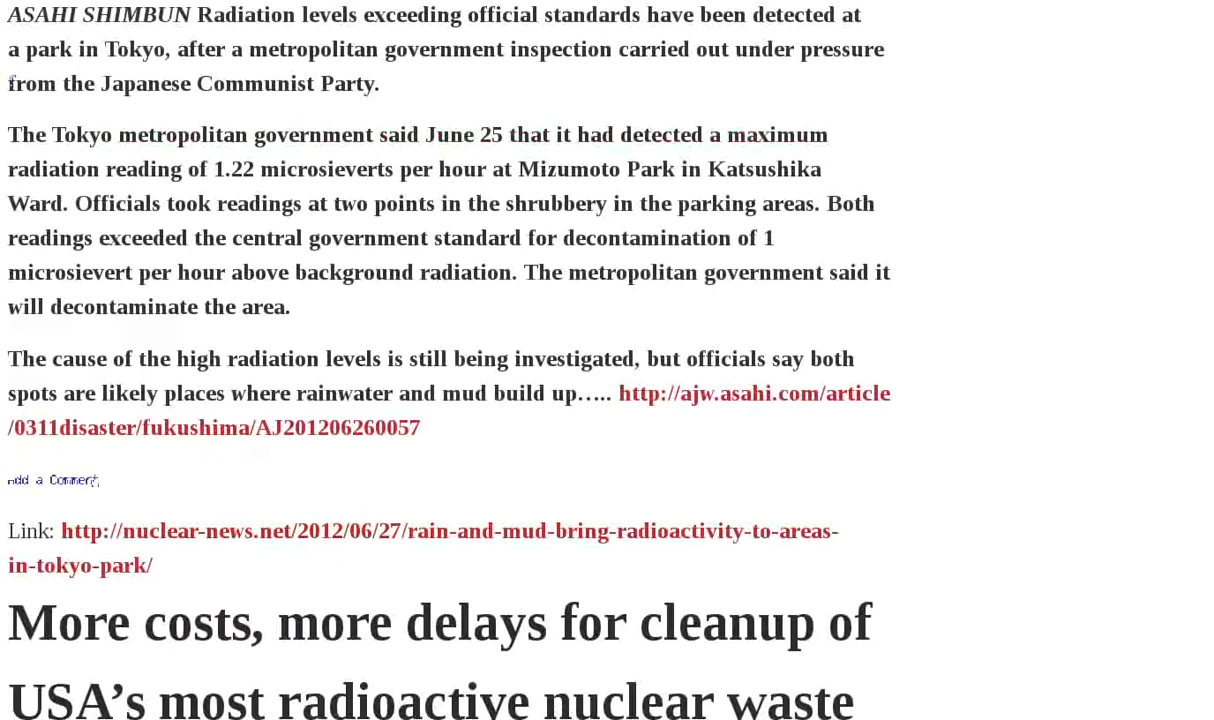 ASAHI SHIMBUN Radiation levels exceeding official standards have been detected at
a park in Tokyo, after a metropolitan government inspection carried out under pressure
from the Japanese Communist Party.
The Tokyo metropolitan government said June 25 that it had detected a maximum
radiation reading of 1.22 microsieverts per hour at Mizumoto Park in Katsushika
Ward. Officials took readings at two points in the shrubbery in the parking areas. Both
readings exceeded the central government standard for decontamination of 1
microsievert per hour above background radiation. The metropolitan government said it
will decontaminate the area.
The cause of the high radiation levels is still being investigated, but officials say both
spots are likely places where rainwater and mud build up….. http://ajw.asahi.com/article
/0311disaster/fukushima/AJ201206260057
Add a Comment
Link: http://nuclear-news.net/2012/06/27/rain-and-mud-bring-radioactivity-to-areas-
in-tokyo-park/
More costs, more delays for cleanup of
USA’s most radioactive nuclear waste